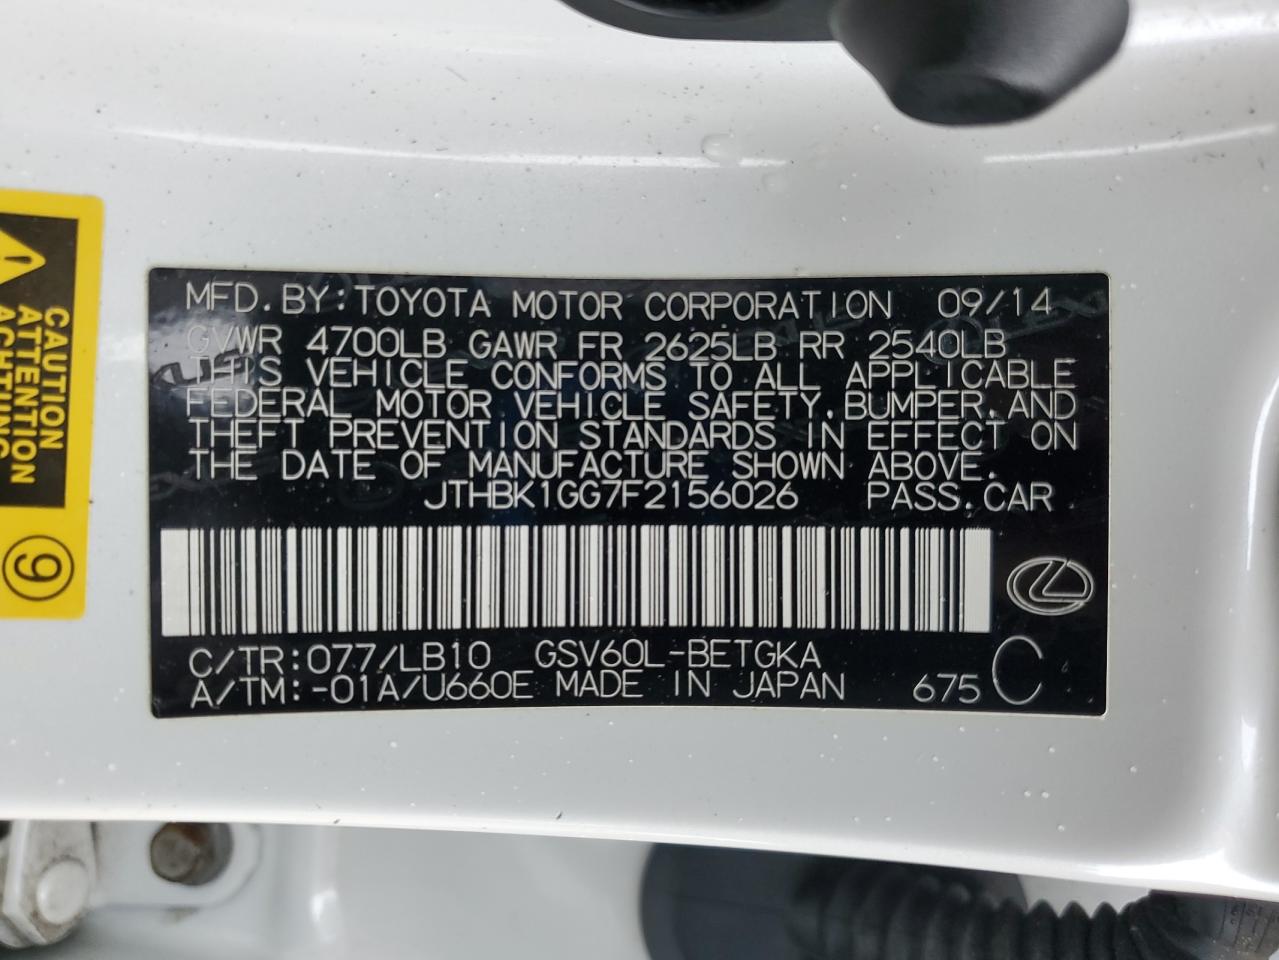 MFD.BY:TOYOTA MOTOR CORPORATION 09/14
GVWR 4700LB GAWR FR 2625LB RR 2540LB
THIS VEHICLE CONFORMS TO ALL APPLICABLE
FEDERAL MOTOR VEHICLE SAFETY,BUMPER,AND
THEFT PREVENTION STANDARDS IN EFFECT ON
THE DATE OF MANUFACTURE SHOWN ABOVE.
JTHBK1GG7F2156026 PASS.CAR
C/TR:077/LB10 GSV60L-BETGKA
A/TM:-01A/U660E MADE IN JAPAN 675 C
CAUTION
ATTENTION
ACHTUNG
9